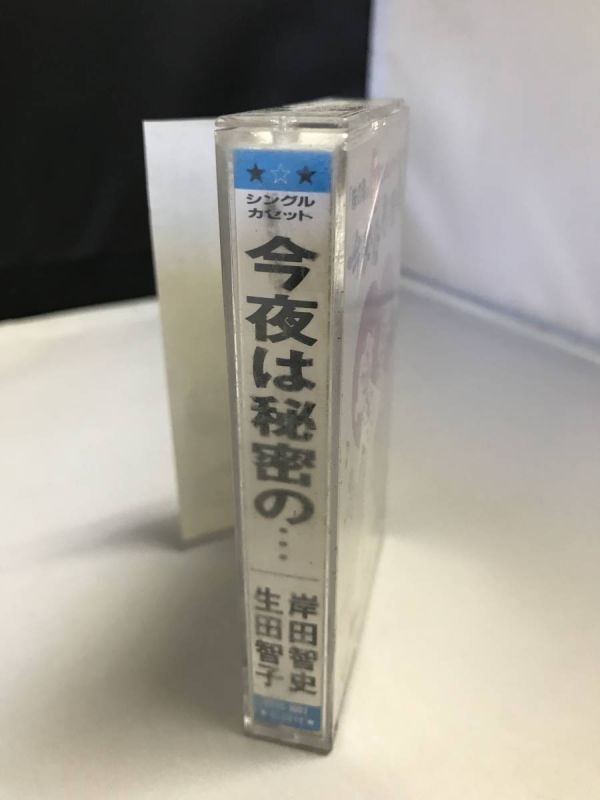 ★☆★
シングル
カセット
今夜は秘密の…
岸田智史
生田智子